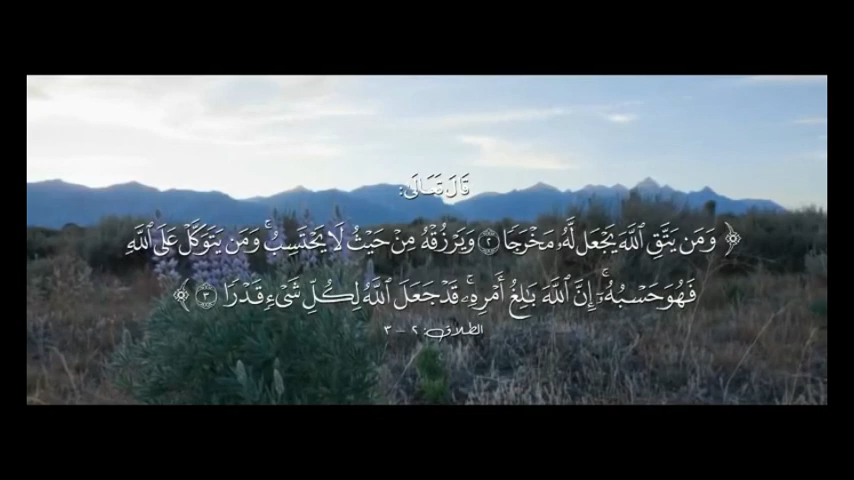 قَالَ تَعَالَىٰ:
﴿ وَمَن يَتَّقِ ٱللَّهَ يَجْعَل لَّهُۥ مَخْرَجًا ٢ وَيَرْزُقْهُ مِنْ حَيْثُ لَا يَحْتَسِبُ ۚ وَمَن يَتَوَكَّلْ عَلَى ٱللَّهِ
فَهُوَ حَسْبُهُۥٓ ۚ إِنَّ ٱللَّهَ بَـٰلِغُ أَمْرِهِۦ ۚ قَدْ جَعَلَ ٱللَّهُ لِكُلِّ شَىْءٍ قَدْرًا ٣ ﴾
الطلاق: ٢ - ٣